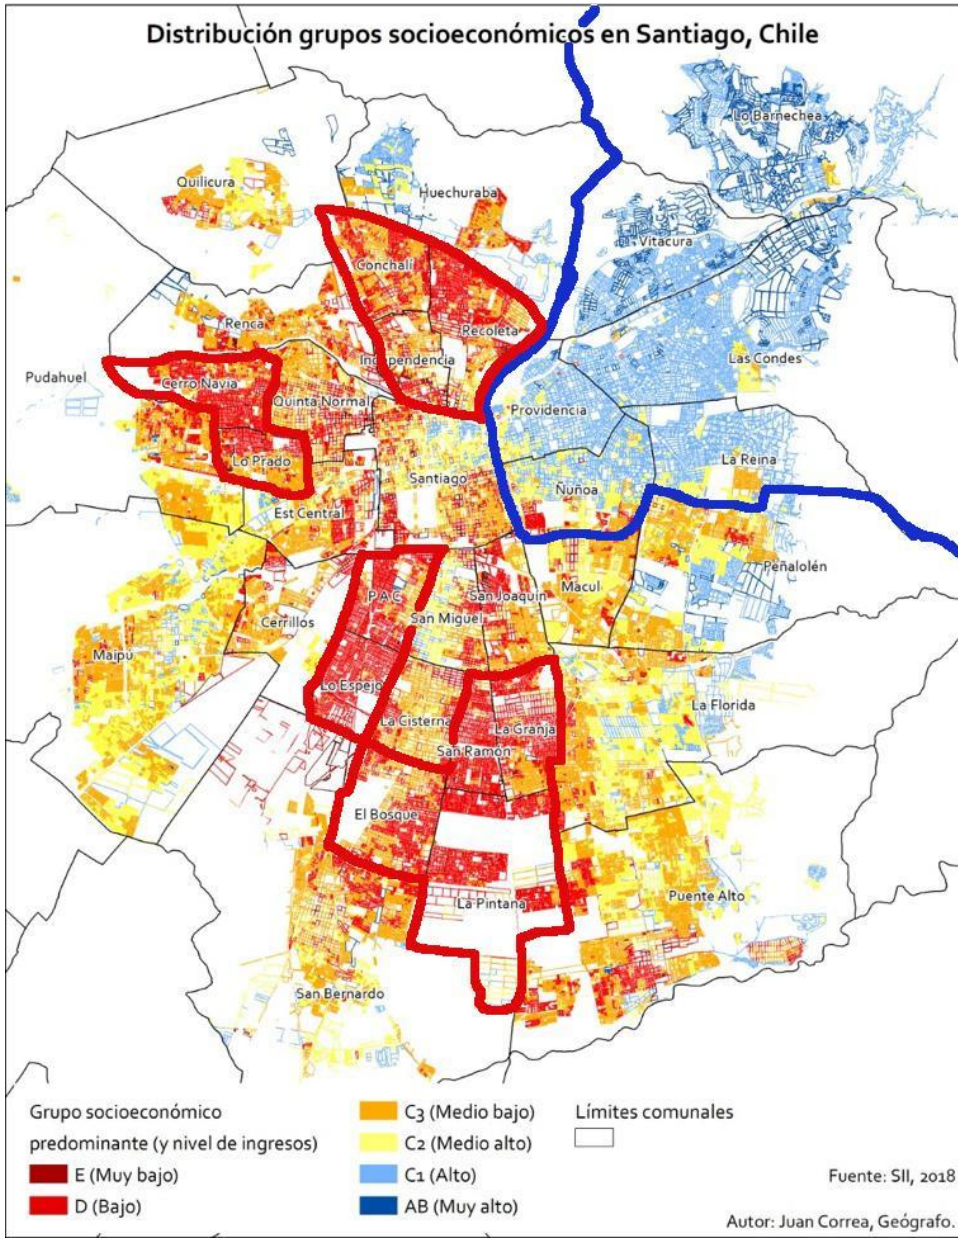 Distribución grupos socioeconómicos en Santiago, Chile
Lo Barnechea
Quilicura
Huechuraba
Vitacura
Conchalí
Renca
Recoleta
Independencia
Las Condes
Pudahuel
Cerro Navia
Quinta Normal
Providencia
Lo Prado
La Reina
Santiago
Ñuñoa
Est Central
Peñalolén
P A C
San Joaquín
Macul
Cerrillos
San Miguel
Maipú
Lo Espejo
La Florida
La Cisterna
La Granja
San Ramón
El Bosque
La Pintana
Puente Alto
San Bernardo
Grupo socioeconómico
predominante (y nivel de ingresos)
E (Muy bajo)
D (Bajo)
C3 (Medio bajo)
C2 (Medio alto)
C1 (Alto)
AB (Muy alto)
Límites comunales
Fuente: SII, 2018
Autor: Juan Correa, Geógrafo.